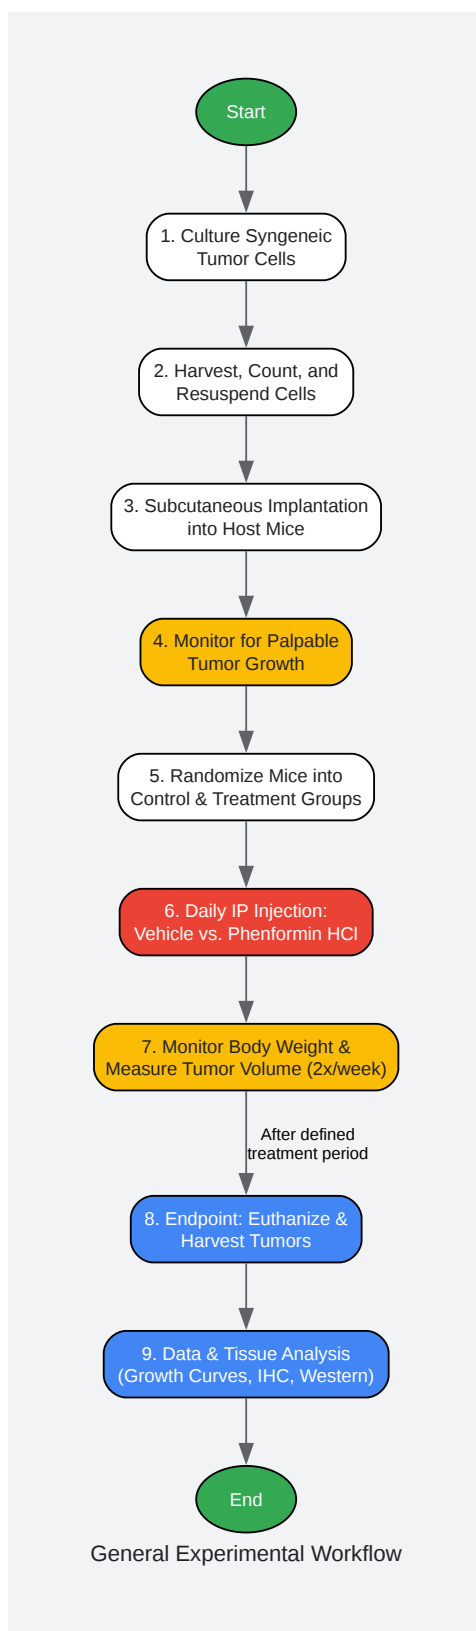 Start
1. Culture Syngeneic
Tumor Cells
2. Harvest, Count, and
Resuspend Cells
3. Subcutaneous Implantation
into Host Mice
4. Monitor for Palpable
Tumor Growth
5. Randomize Mice into
Control & Treatment Groups
6. Daily IP Injection:
Vehicle vs. Phenformin HCl
7. Monitor Body Weight &
Measure Tumor Volume (2x/week)
After defined
treatment period
8. Endpoint: Euthanize &
Harvest Tumors
9. Data & Tissue Analysis
(Growth Curves, IHC, Western)
End
General Experimental Workflow